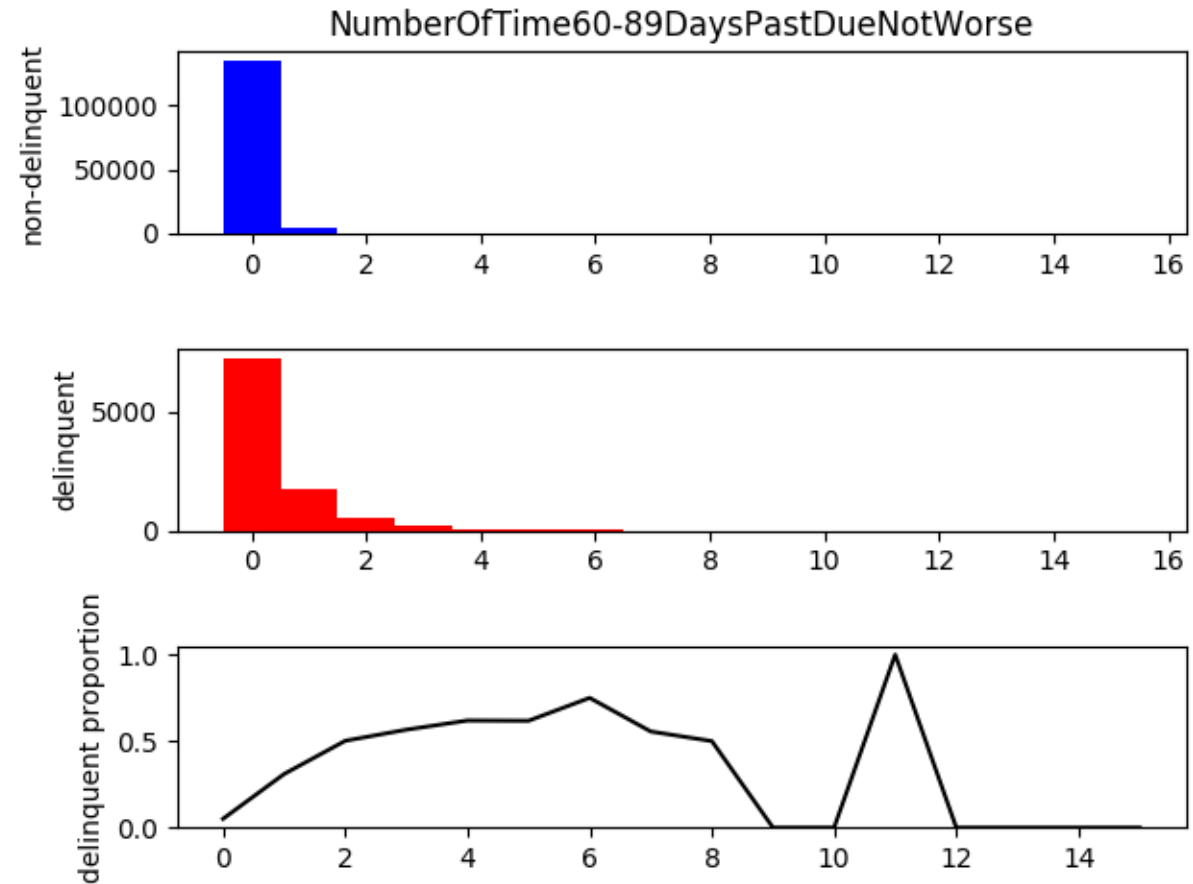 NumberOfTime60-89DaysPastDueNotWorse
non-delinquent
100000
50000
0
0 2 4 6 8 10 12 14 16
delinquent
5000
0
0 2 4 6 8 10 12 14 16
delinquent proportion
1.0
0.5
0.0
0 2 4 6 8 10 12 14